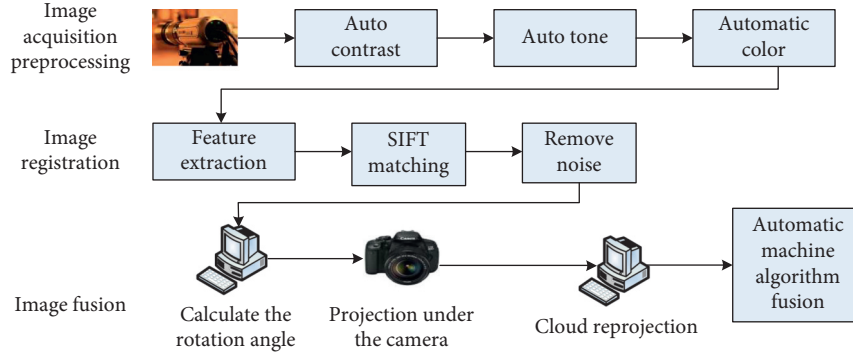 Image
acquisition
preprocessing
Auto
contrast
Auto tone
Automatic
color
Image
registration
Feature
extraction
SIFT
matching
Remove
noise
Image fusion
Calculate the
rotation angle
Projection under
the camera
Cloud reprojection
Automatic
machine
algorithm
fusion